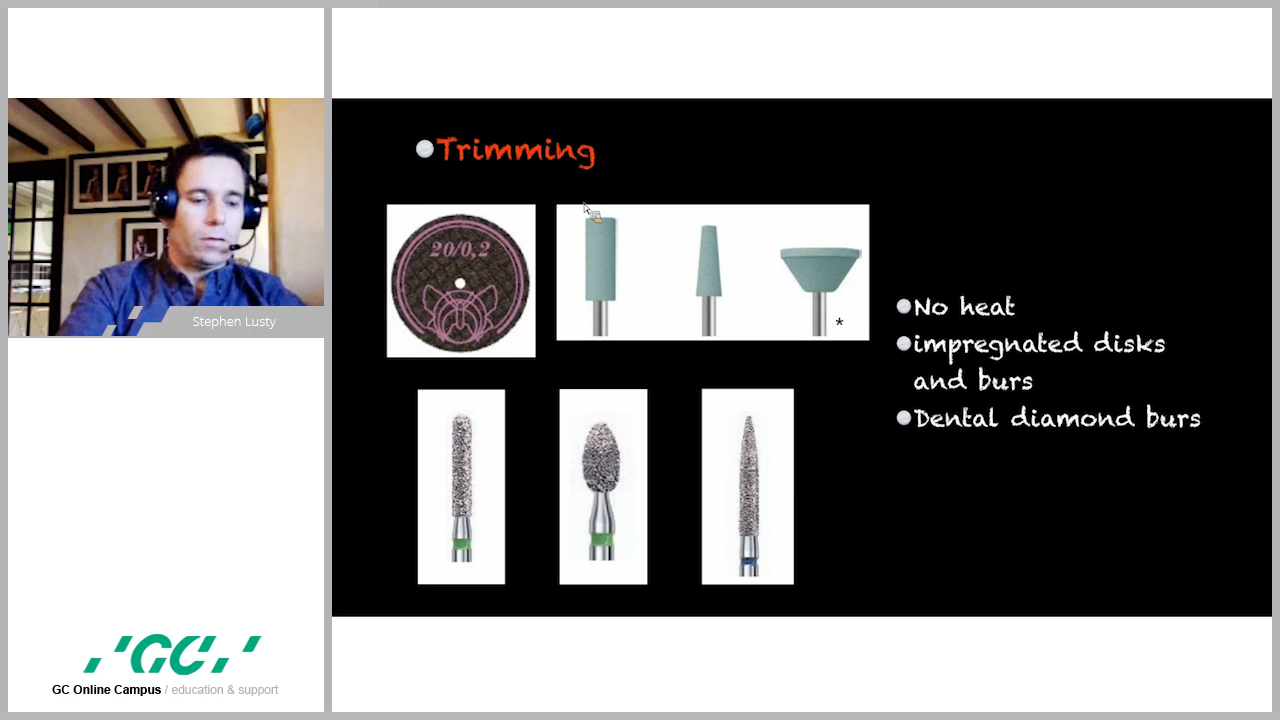 Trimming
20/0,2
*
No heat
impregnated disks
and burs
Dental diamond burs
Stephen Lusty
GC
GC Online Campus / education & support